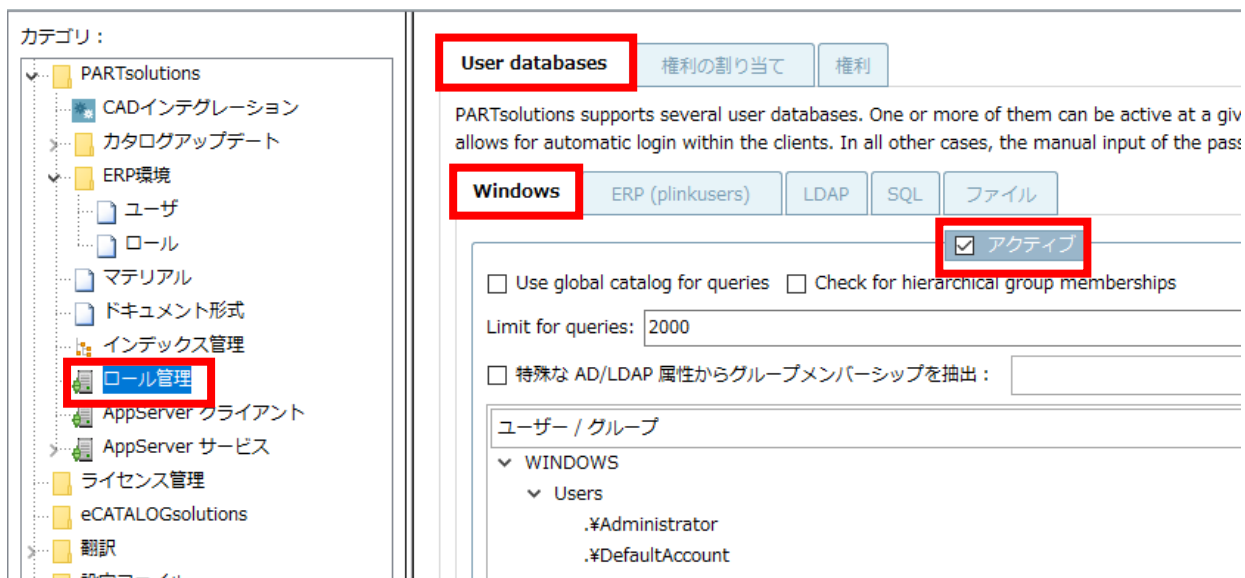 カテゴリ：
PARTsolutions
CADインテグレーション
カタログアップデート
ERP環境
ユーザ
ロール
マテリアル
ドキュメント形式
インデックス管理
ロール管理
AppServer クライアント
AppServer サービス
ライセンス管理
eCATALOGsolutions
翻訳
User databases 権利の割り当て 権利
PARTsolutions supports several user databases. One or more of them can be active at a giv
allows for automatic login within the clients. In all other cases, the manual input of the pass
Windows ERP (plinkusers) LDAP SQL ファイル
アクティブ
Use global catalog for queries Check for hierarchical group memberships
Limit for queries: 2000
特殊な AD/LDAP 属性からグループメンバーシップを抽出：
ユーザー / グループ
WINDOWS
Users
.¥Administrator
.¥DefaultAccount